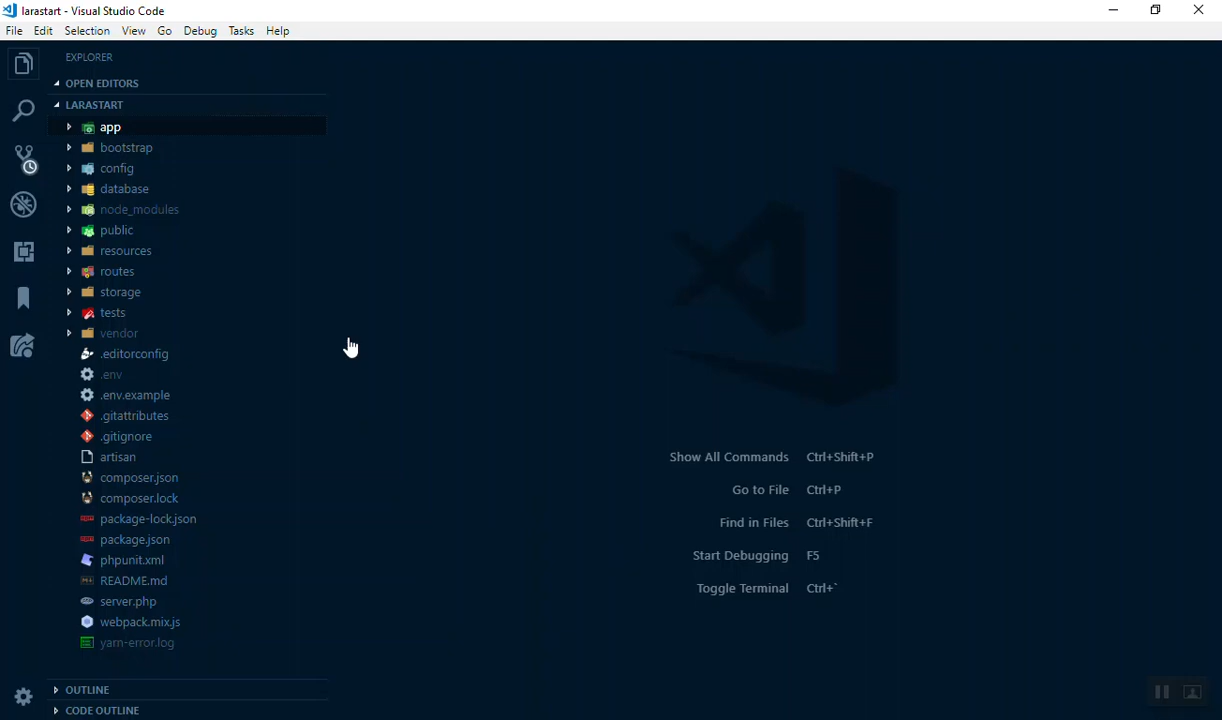 larastart - Visual Studio Code
File Edit Selection View Go Debug Tasks Help
EXPLORER
OPEN EDITORS
LARASTART
app
bootstrap
config
database
node_modules
public
resources
routes
storage
tests
vendor
.editorconfig
.env
.env.example
.gitattributes
.gitignore
artisan
composer.json
composer.lock
package-lock.json
package.json
phpunit.xml
README.md
server.php
webpack.mix.js
yarn-error.log
OUTLINE
CODE OUTLINE
Show All Commands Ctrl+Shift+P
Go to File Ctrl+P
Find in Files Ctrl+Shift+F
Start Debugging F5
Toggle Terminal Ctrl+`